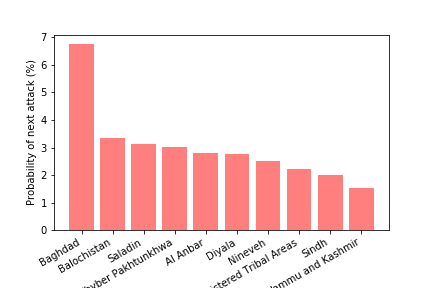 Probability of next attack (%)
7
6
5
4
3
2
1
0
Baghdad
Balochistan
Saladin
Pakhtunkhwa
Al Anbar
Diyala
Nineveh
Tribal Areas
Sindh
and Kashmir